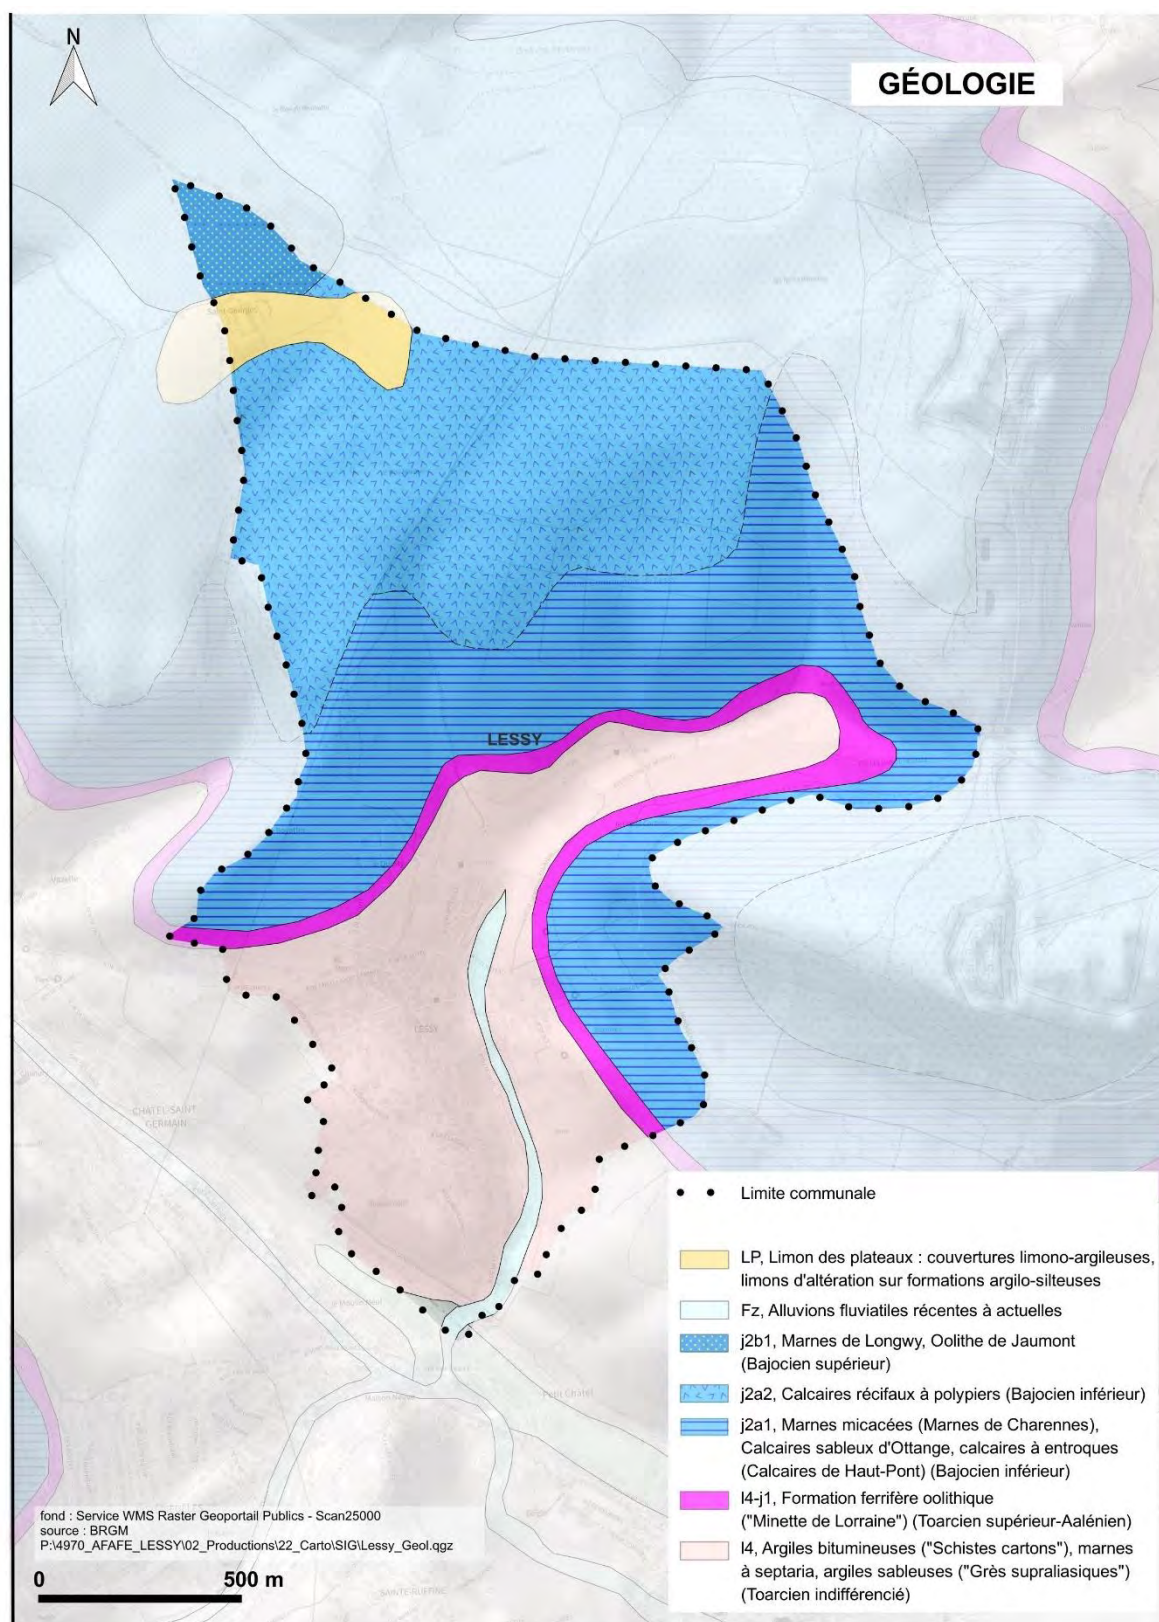 N
GÉOLOGIE
LESSY
LESSY
CHATEL-SAINT
GERMAIN
Petit Chatel
SAINTE-RUFFINE
Limite communale
LP, Limon des plateaux : couvertures limono-argileuses,
limons d'altération sur formations argilo-silteuses
Fz, Alluvions fluviatiles récentes à actuelles
j2b1, Marnes de Longwy, Oolithe de Jaumont
(Bajocien supérieur)
j2a2, Calcaires récifaux à polypiers (Bajocien inférieur)
j2a1, Marnes micacées (Marnes de Charennes),
Calcaires sableux d'Ottange, calcaires à entroques
(Calcaires de Haut-Pont) (Bajocien inférieur)
l4-j1, Formation ferrifère oolithique
("Minette de Lorraine") (Toarcien supérieur-Aalénien)
l4, Argiles bitumineuses ("Schistes cartons"), marnes
à septaria, argiles sableuses ("Grès supraliasiques")
(Toarcien indifférencié)
fond : Service WMS Raster Geoportail Publics - Scan25000
source : BRGM
P:\4970_AFAFE_LESSY\02_Productions\22_Carto\SIG\Lessy_Geol.qgz
0 500 m